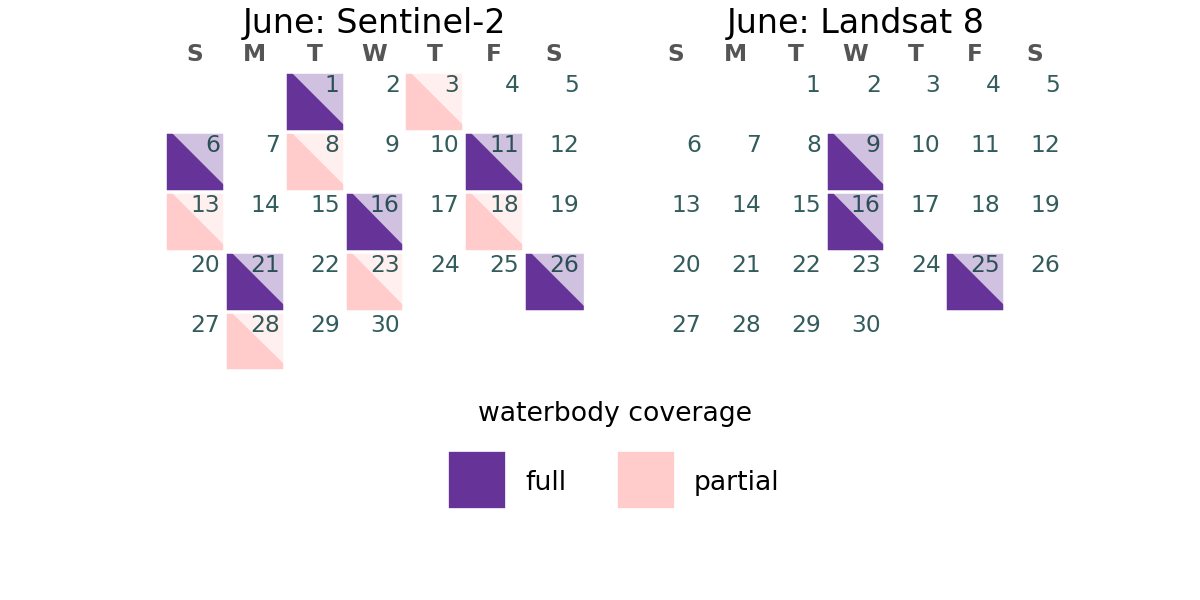 June: Sentinel-2
S M T W T F S
1 2 3 4 5
6 7 8 9 10 11 12
13 14 15 16 17 18 19
20 21 22 23 24 25 26
27 28 29 30
June: Landsat 8
S M T W T F S
1 2 3 4 5
6 7 8 9 10 11 12
13 14 15 16 17 18 19
20 21 22 23 24 25 26
27 28 29 30
waterbody coverage
full partial